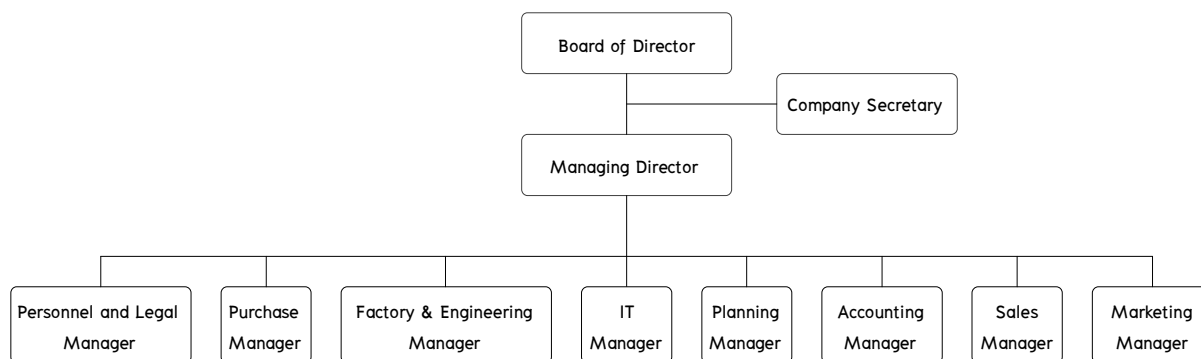 Board of Director
Company Secretary
Managing Director
Personnel and Legal
Manager
Purchase
Manager
Factory & Engineering
Manager
IT
Manager
Planning
Manager
Accounting
Manager
Sales
Manager
Marketing
Manager